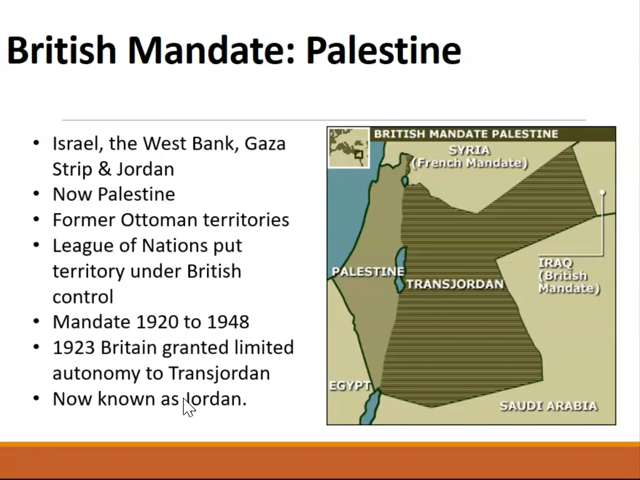 British Mandate: Palestine
• Israel, the West Bank, Gaza
Strip & Jordan
• Now Palestine
• Former Ottoman territories
• League of Nations put
territory under British
control
• Mandate 1920 to 1948
• 1923 Britain granted limited
autonomy to Transjordan
• Now known as Jordan.
BRITISH MANDATE PALESTINE
SYRIA
(French Mandate)
PALESTINE
TRANSJORDAN
IRAQ
(British
Mandate)
EGYPT
SAUDI ARABIA